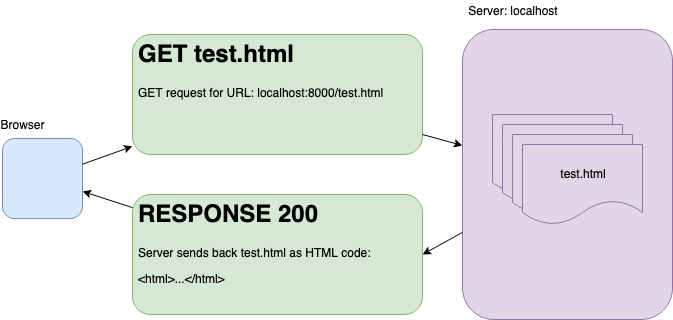 Server: localhost
GET test.html
GET request for URL: localhost:8000/test.html
Browser
test.html
RESPONSE 200
Server sends back test.html as HTML code:
<html>...</html>